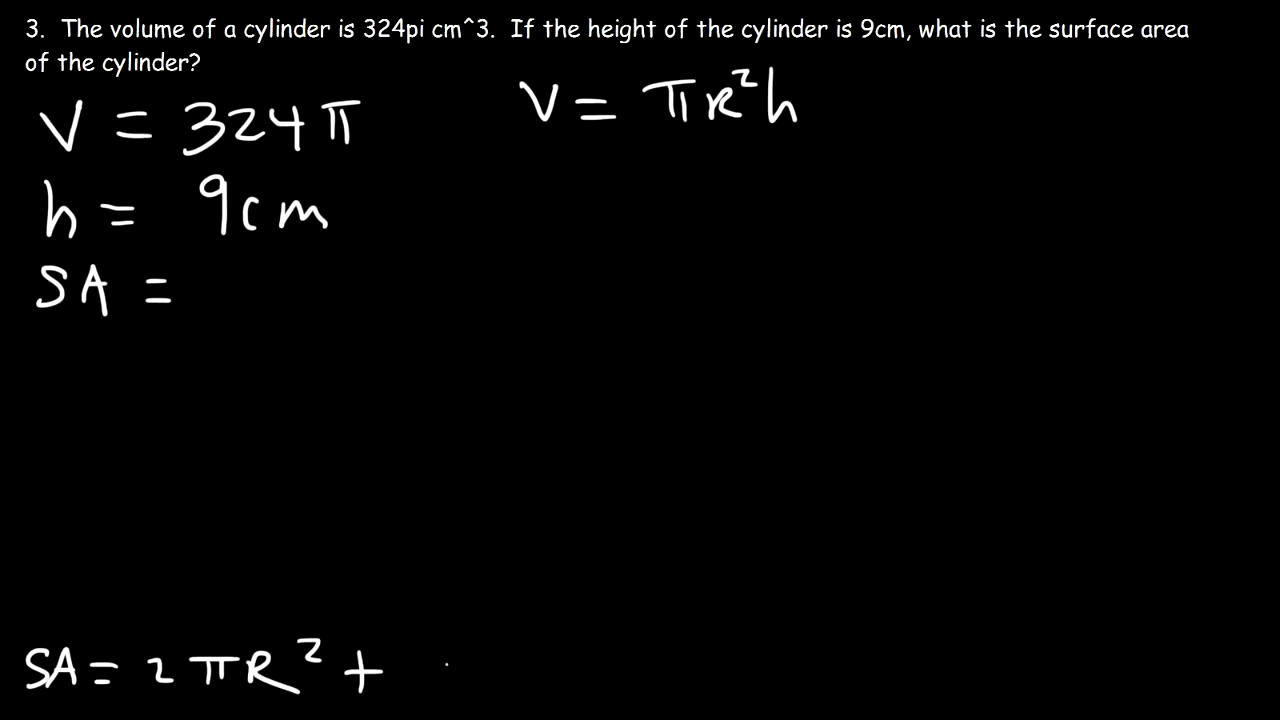 3. The volume of a cylinder is 324pi cm^3. If the height of the cylinder is 9cm, what is the surface area
of the cylinder?
V = 324π
V = πR²h
h = 9cm
SA =
SA = 2πR² +